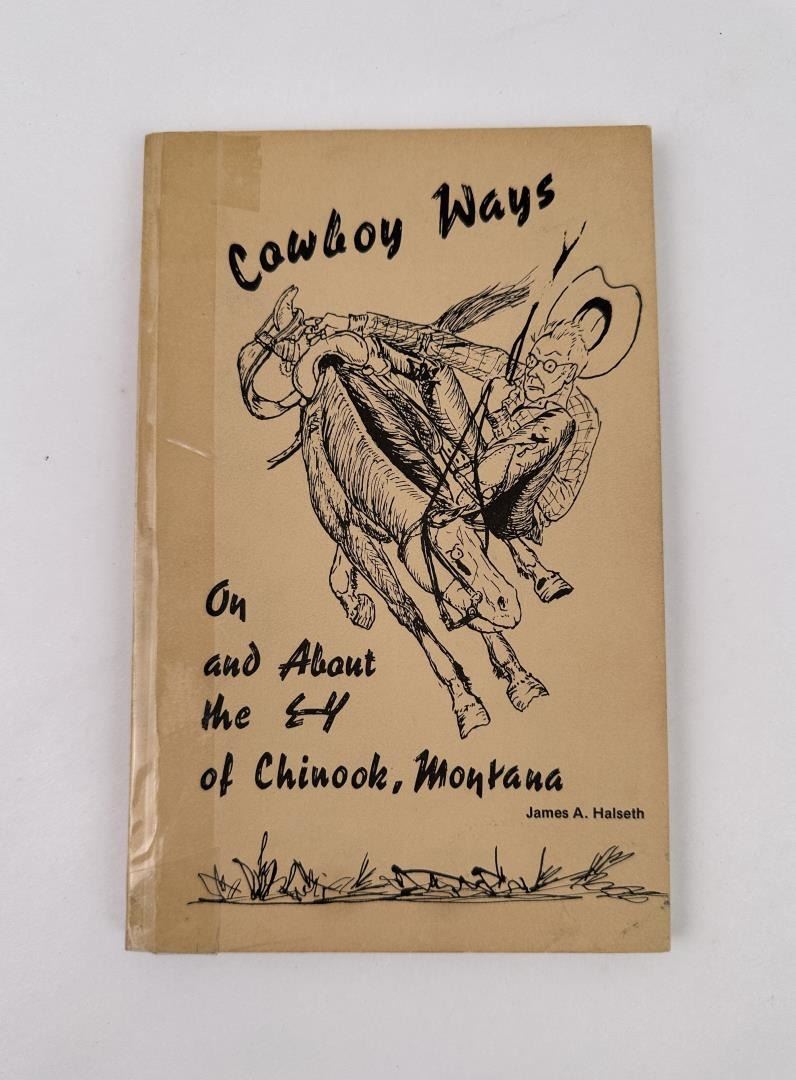 Cowboy Ways
On
and About
the E-Y
of Chinook, Montana
James A. Halseth